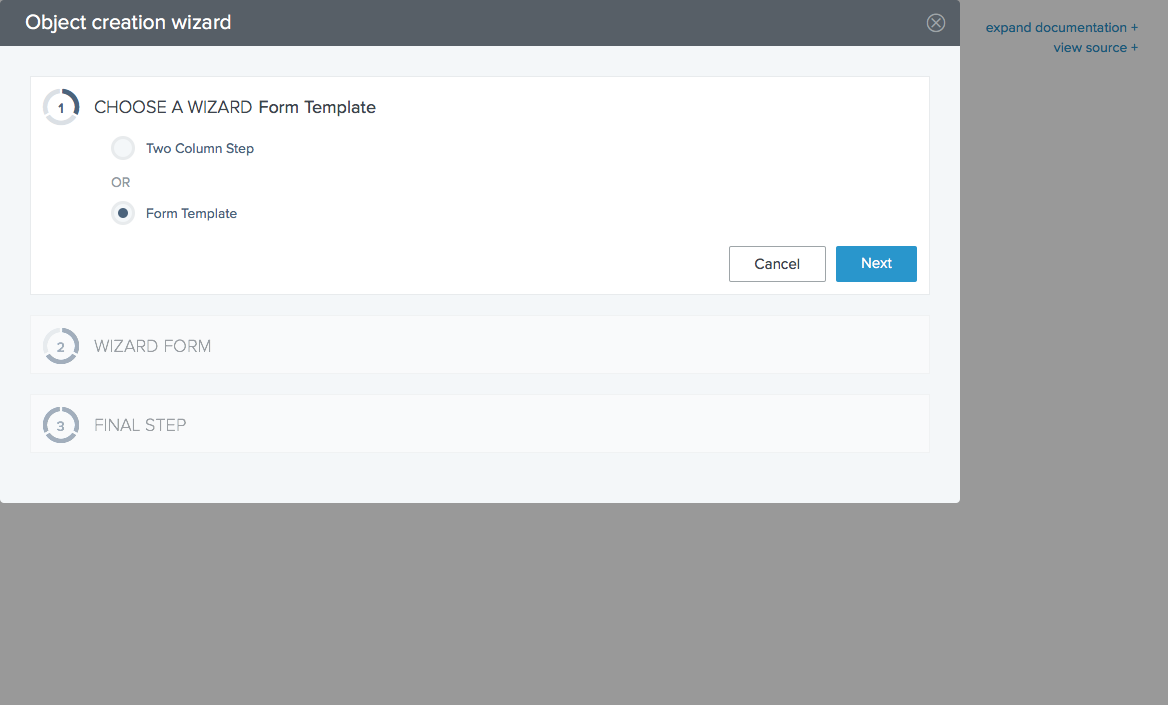 Object creation wizard
expand documentation +
view source +
1 CHOOSE A WIZARD Form Template
Two Column Step
OR
Form Template
Cancel Next
2 WIZARD FORM
3 FINAL STEP